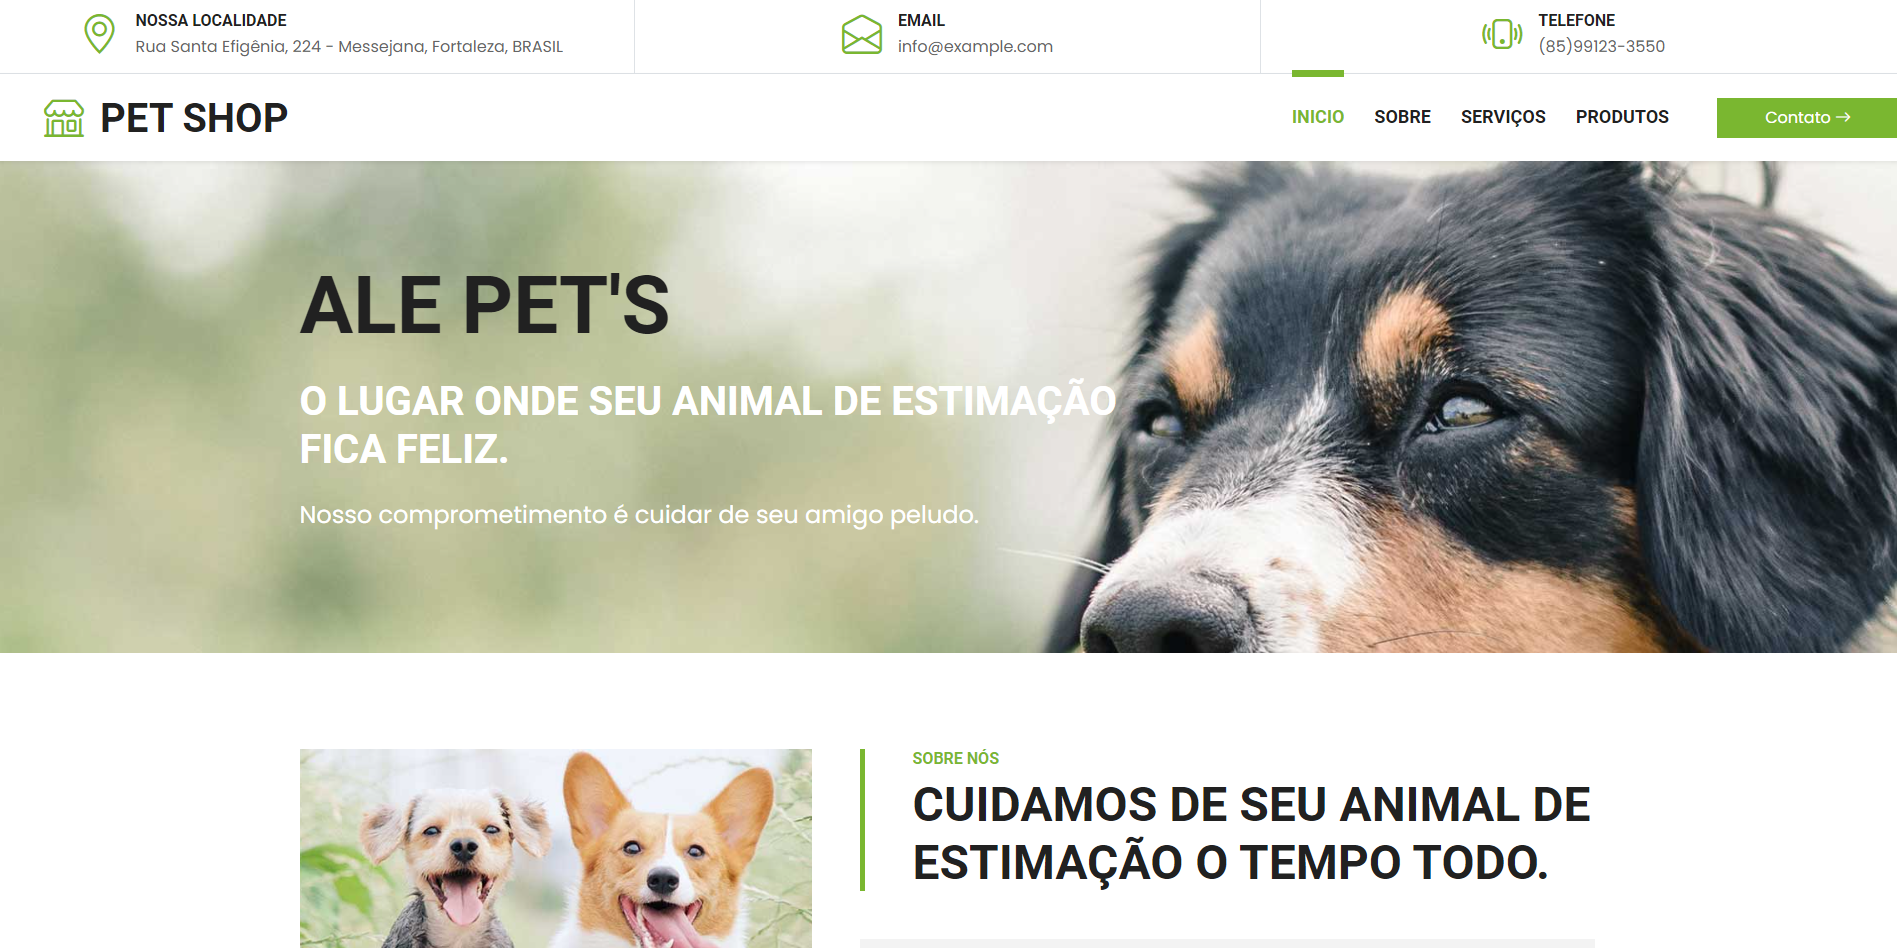 NOSSA LOCALIDADE
Rua Santa Efigênia, 224 - Messejana, Fortaleza, BRASIL
EMAIL
info@example.com
TELEFONE
(85)99123-3550
PET SHOP
INICIO
SOBRE
SERVIÇOS
PRODUTOS
Contato →
ALE PET'S
O LUGAR ONDE SEU ANIMAL DE ESTIMAÇÃO
FICA FELIZ.
Nosso comprometimento é cuidar de seu amigo peludo.
SOBRE NÓS
CUIDAMOS DE SEU ANIMAL DE
ESTIMAÇÃO O TEMPO TODO.